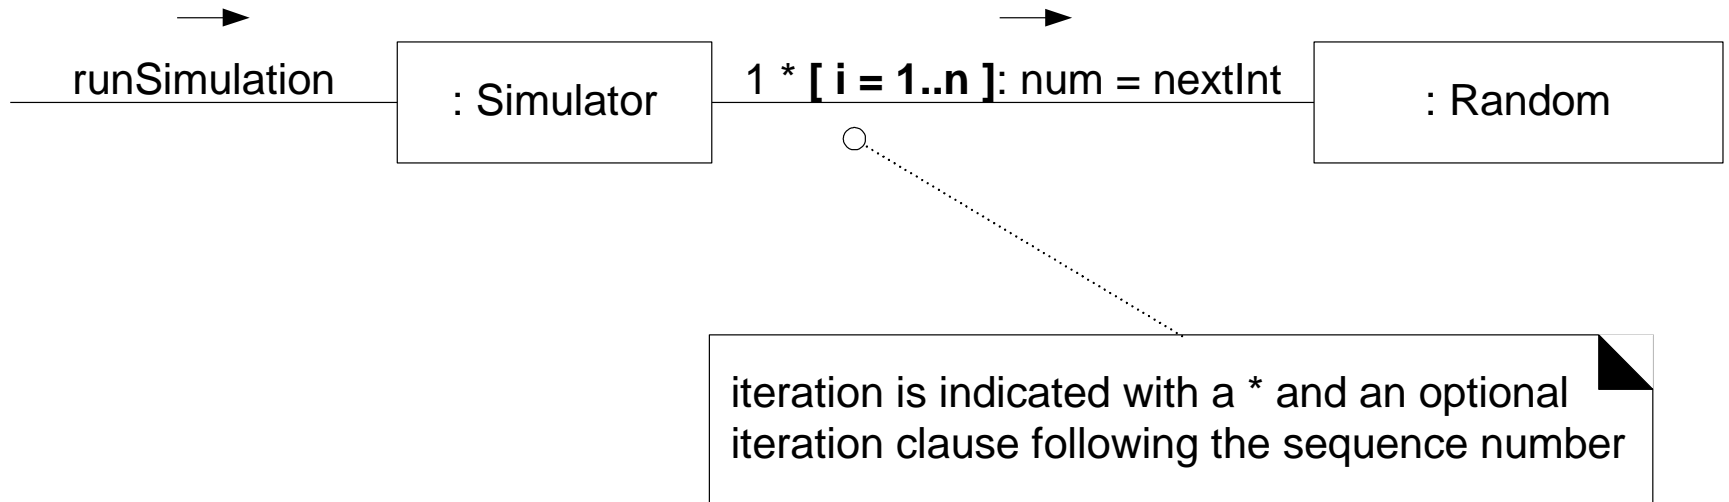 runSimulation
: Simulator
1 * [ i = 1..n ]: num = nextInt
: Random
iteration is indicated with a * and an optional
iteration clause following the sequence number